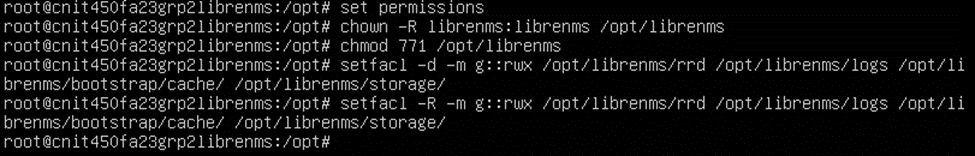 root@cnit450fa23grp2librenms:/opt# set permissions
root@cnit450fa23grp2librenms:/opt# chown -R librenms:librenms /opt/librenms
root@cnit450fa23grp2librenms:/opt# chmod 771 /opt/librenms
root@cnit450fa23grp2librenms:/opt# setfacl -d -m g::rwx /opt/librenms/rrd /opt/librenms/logs /opt/li
brenms/bootstrap/cache/ /opt/librenms/storage/
root@cnit450fa23grp2librenms:/opt# setfacl -R -m g::rwx /opt/librenms/rrd /opt/librenms/logs /opt/li
brenms/bootstrap/cache/ /opt/librenms/storage/
root@cnit450fa23grp2librenms:/opt#